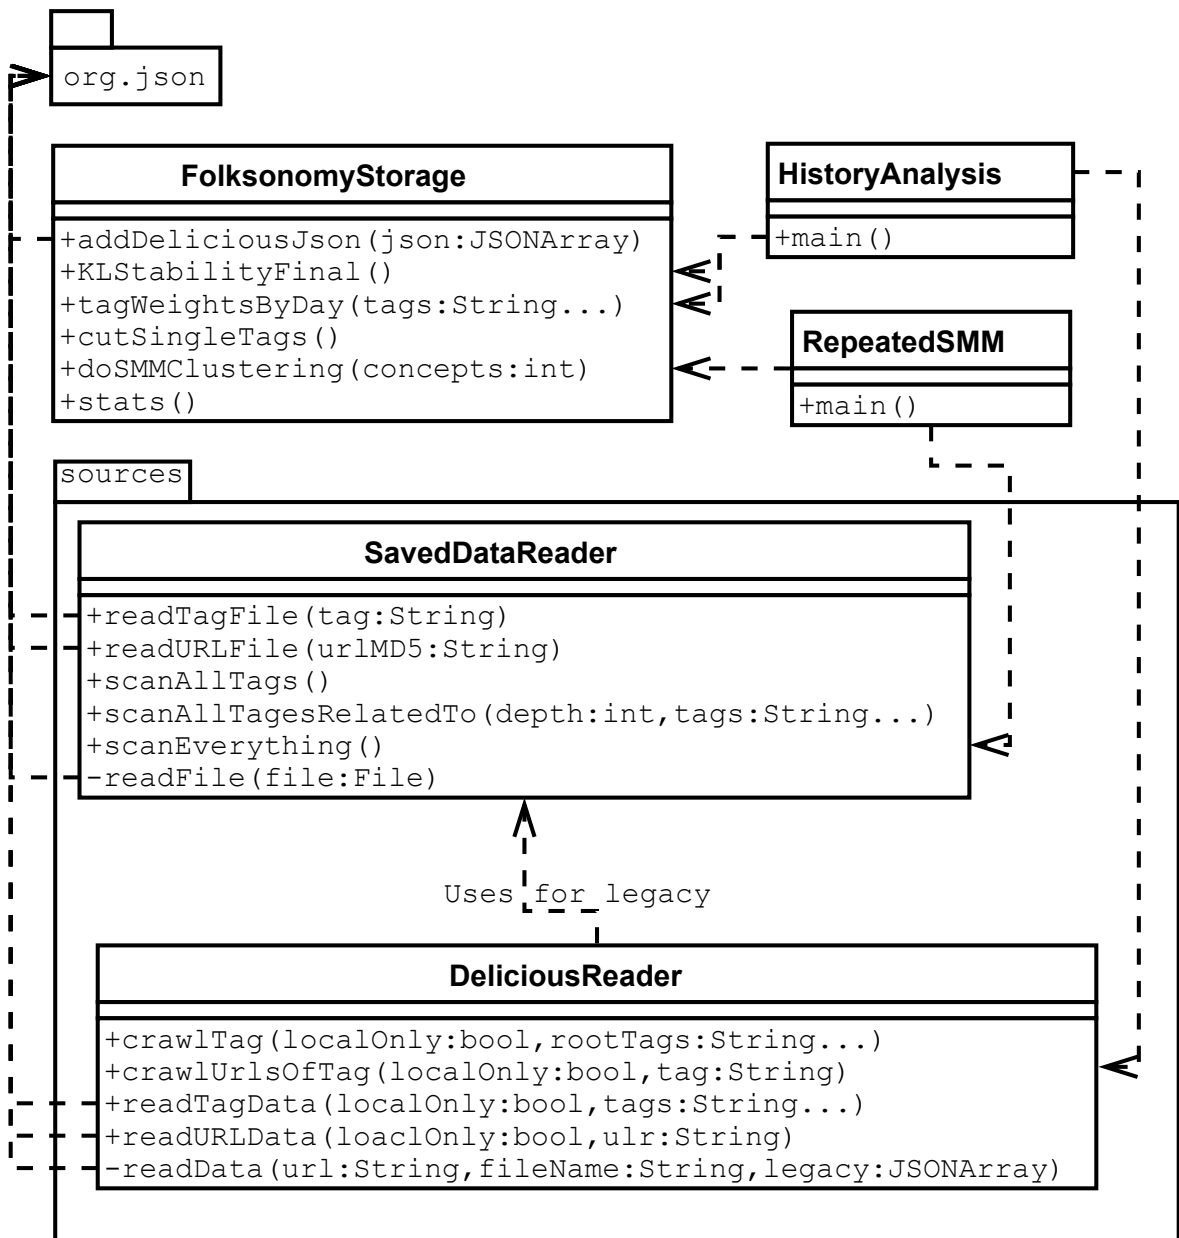 org.json
FolksonomyStorage
+addDeliciousJson(json:JSONArray)
+KLStabilityFinal()
+tagWeightsByDay(tags:String...)
+cutSingleTags()
+doSMMClustering(concepts:int)
+stats()
HistoryAnalysis
+main()
RepeatedSMM
+main()
sources
SavedDataReader
+readTagFile(tag:String)
+readURLFile(urlMD5:String)
+scanAllTags()
+scanAllTagesRelatedTo(depth:int,tags:String...)
+scanEverything()
-readFile(file:File)
Uses for legacy
DeliciousReader
+crawlTag(localOnly:bool,rootTags:String...)
+crawlUrlsOfTag(localOnly:bool,tag:String)
+readTagData(localOnly:bool,tags:String...)
+readURLData(loaclOnly:bool,ulr:String)
-readData(url:String,fileName:String,legacy:JSONArray)